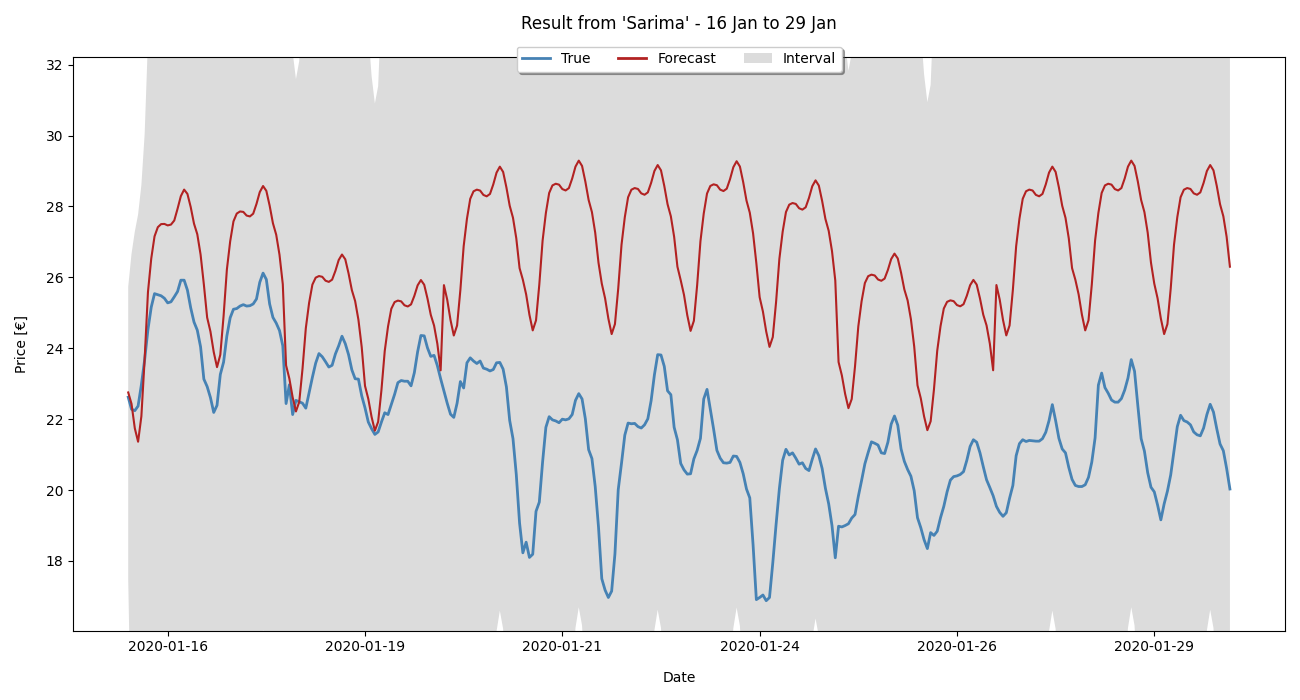 Result from 'Sarima' - 16 Jan to 29 Jan
True Forecast Interval
32
30
28
26
24
22
20
18
Price [€]
2020-01-16 2020-01-19 2020-01-21 2020-01-24 2020-01-26 2020-01-29
Date